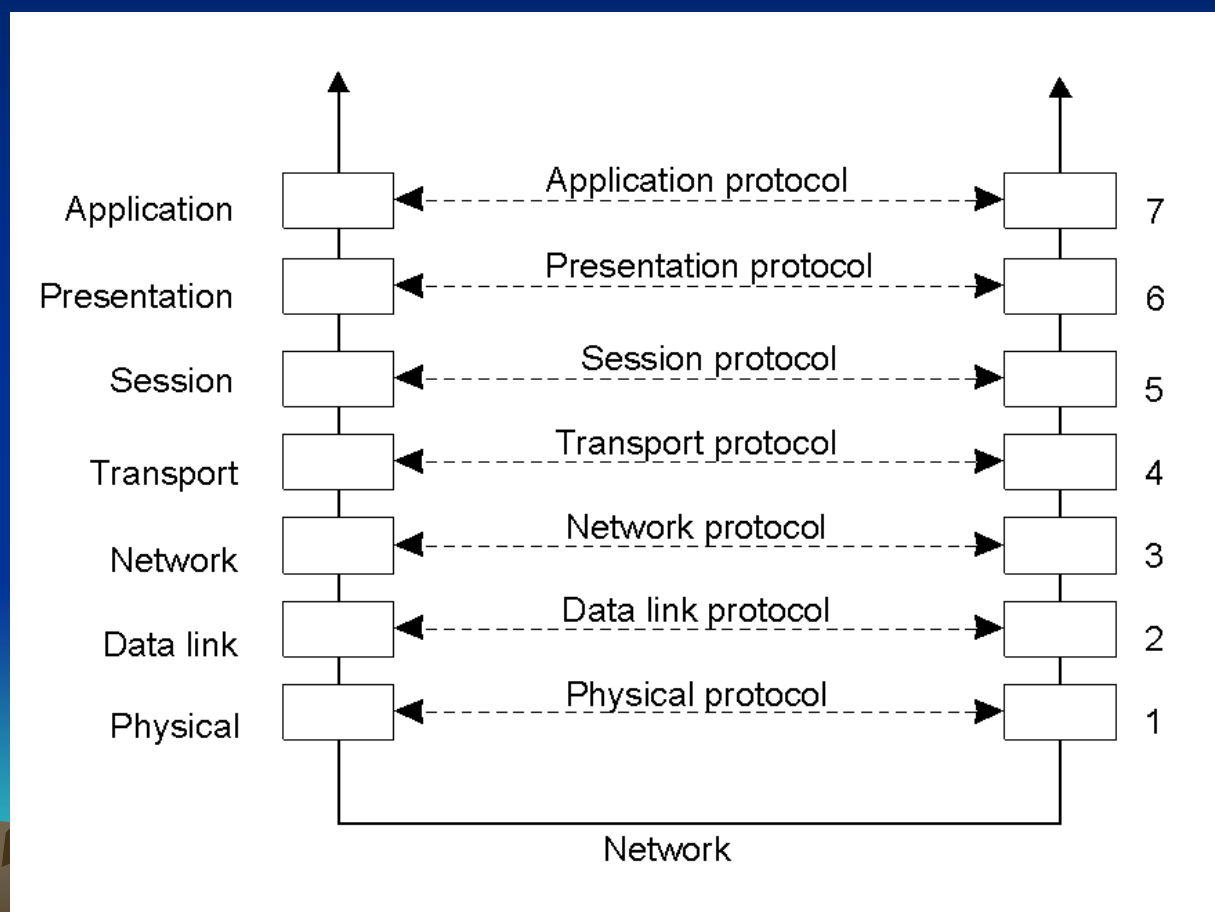 Application protocol
Application 7
Presentation protocol
Presentation 6
Session protocol
Session 5
Transport protocol
Transport 4
Network protocol
Network 3
Data link protocol
Data link 2
Physical protocol
Physical 1
Network